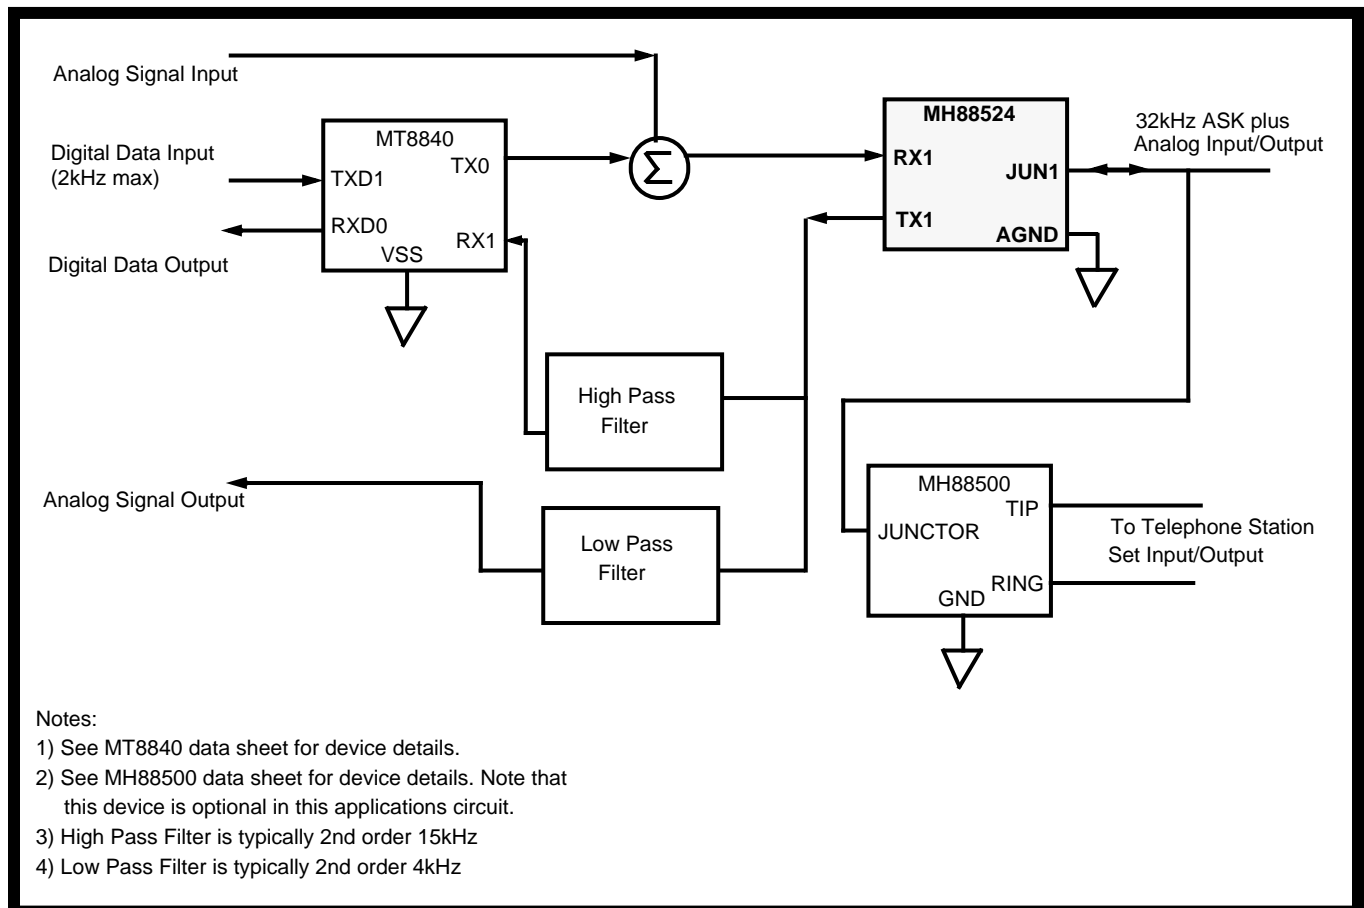 Analog Signal Input
Digital Data Input
(2kHz max)
Digital Data Output
MT8840
TXD1
TX0
RXD0
RX1
VSS
Σ
MH88524
RX1
JUN1
TX1
AGND
32kHz ASK plus
Analog Input/Output
High Pass
Filter
Analog Signal Output
Low Pass
Filter
MH88500
TIP
JUNCTOR
RING
GND
To Telephone Station
Set Input/Output
Notes:
1) See MT8840 data sheet for device details.
2) See MH88500 data sheet for device details. Note that
this device is optional in this applications circuit.
3) High Pass Filter is typically 2nd order 15kHz
4) Low Pass Filter is typically 2nd order 4kHz